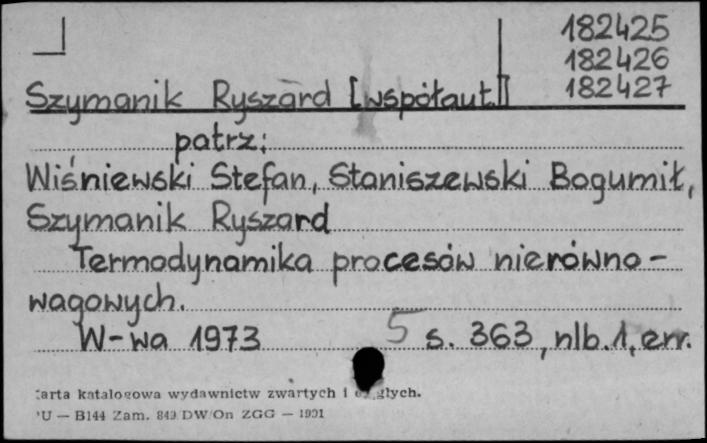 182425
182426
182427
Szymanik Ryszard [współaut.]
patrz:
Wiśniewski Stefan, Staniszewski Bogumił,
Szymanik Ryszard
Termodynamika procesów nierówno-
wagowych.
W-wa 1973 5 s. 363, nlb. 1, err.
arta katalogowa wydawnictw zwartych i głych.
U — B144 Zam. 849 DW/On ZGG —